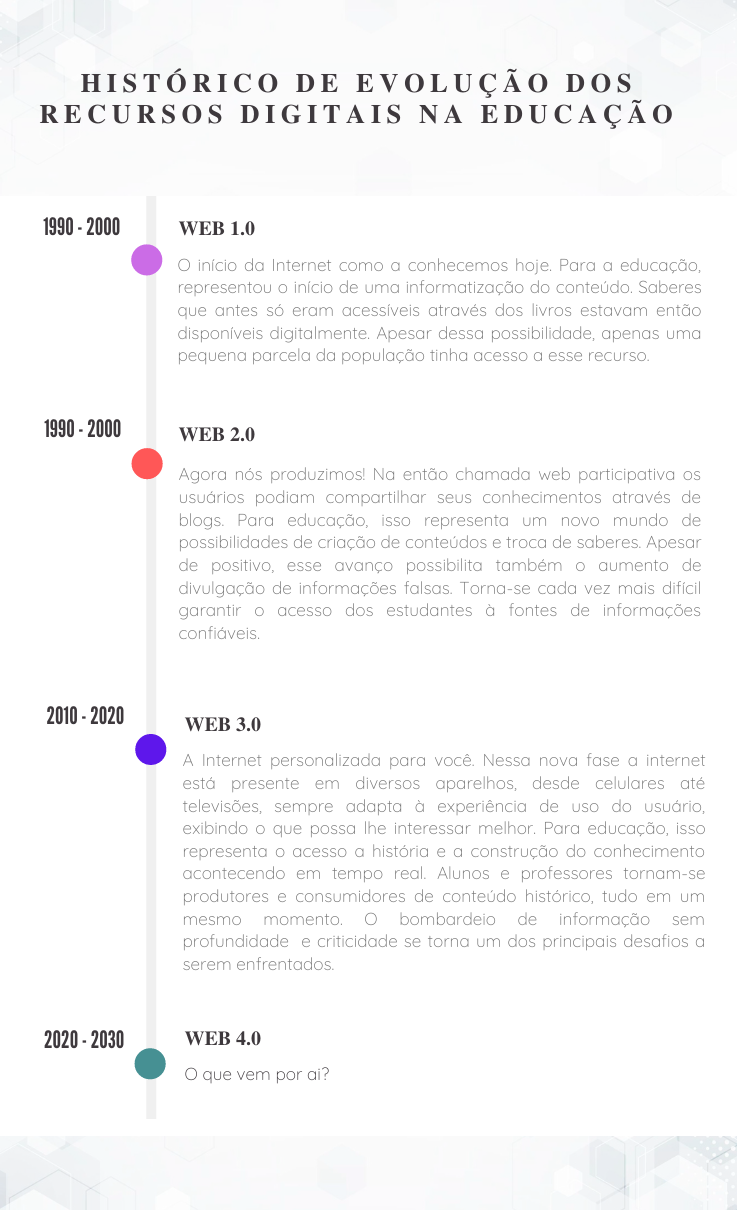 HISTÓRICO DE EVOLUÇÃO DOS
RECURSOS DIGITAIS NA EDUCAÇÃO
1990 - 2000
WEB 1.0
O início da Internet como a conhecemos hoje. Para a educação,
representou o início de uma informatização do conteúdo. Saberes
que antes só eram acessíveis através dos livros estavam então
disponíveis digitalmente. Apesar dessa possibilidade, apenas uma
pequena parcela da população tinha acesso a esse recurso.
1990 - 2000
WEB 2.0
Agora nós produzimos! Na então chamada web participativa os
usuários podiam compartilhar seus conhecimentos através de
blogs. Para educação, isso representa um novo mundo de
possibilidades de criação de conteúdos e troca de saberes. Apesar
de positivo, esse avanço possibilita também o aumento de
divulgação de informações falsas. Torna-se cada vez mais difícil
garantir o acesso dos estudantes à fontes de informações
confiáveis.
2010 - 2020
WEB 3.0
A Internet personalizada para você. Nessa nova fase a internet
está presente em diversos aparelhos, desde celulares até
televisões, sempre adapta à experiência de uso do usuário,
exibindo o que possa lhe interessar melhor. Para educação, isso
representa o acesso a história e a construção do conhecimento
acontecendo em tempo real. Alunos e professores tornam-se
produtores e consumidores de conteúdo histórico, tudo em um
mesmo momento. O bombardeio de informação sem
profundidade e criticidade se torna um dos principais desafios a
serem enfrentados.
2020 - 2030
WEB 4.0
O que vem por ai?